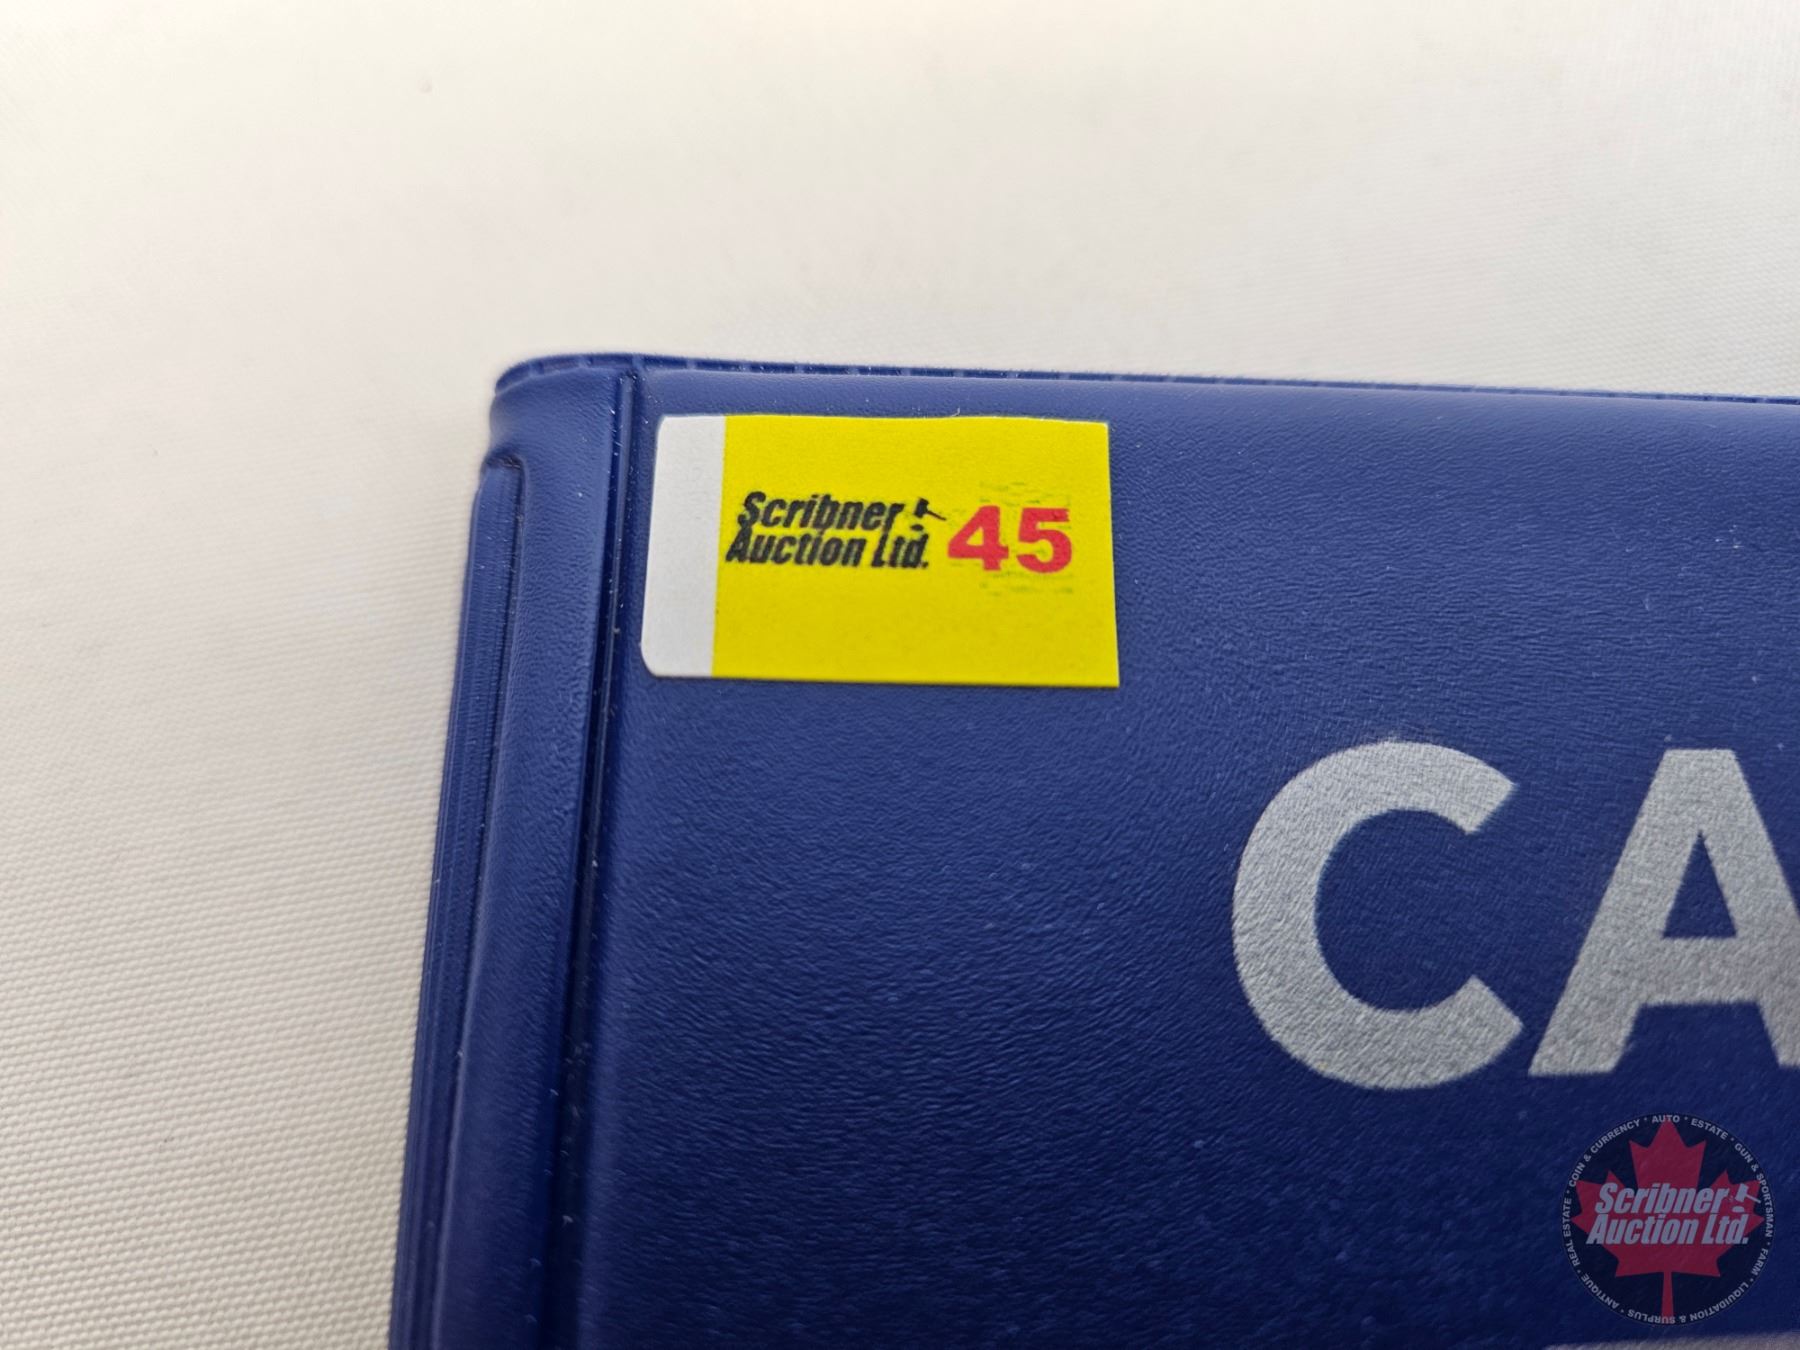 Scribner
Auction Ltd.
45
CA
COIN & CURRENCY * AUTO * ESTATE * GUN & SPORTSMAN * FARM * LIQUIDATION & SURPLUS * ANTIQUE * REAL ESTATE *
Scribner
Auction Ltd.